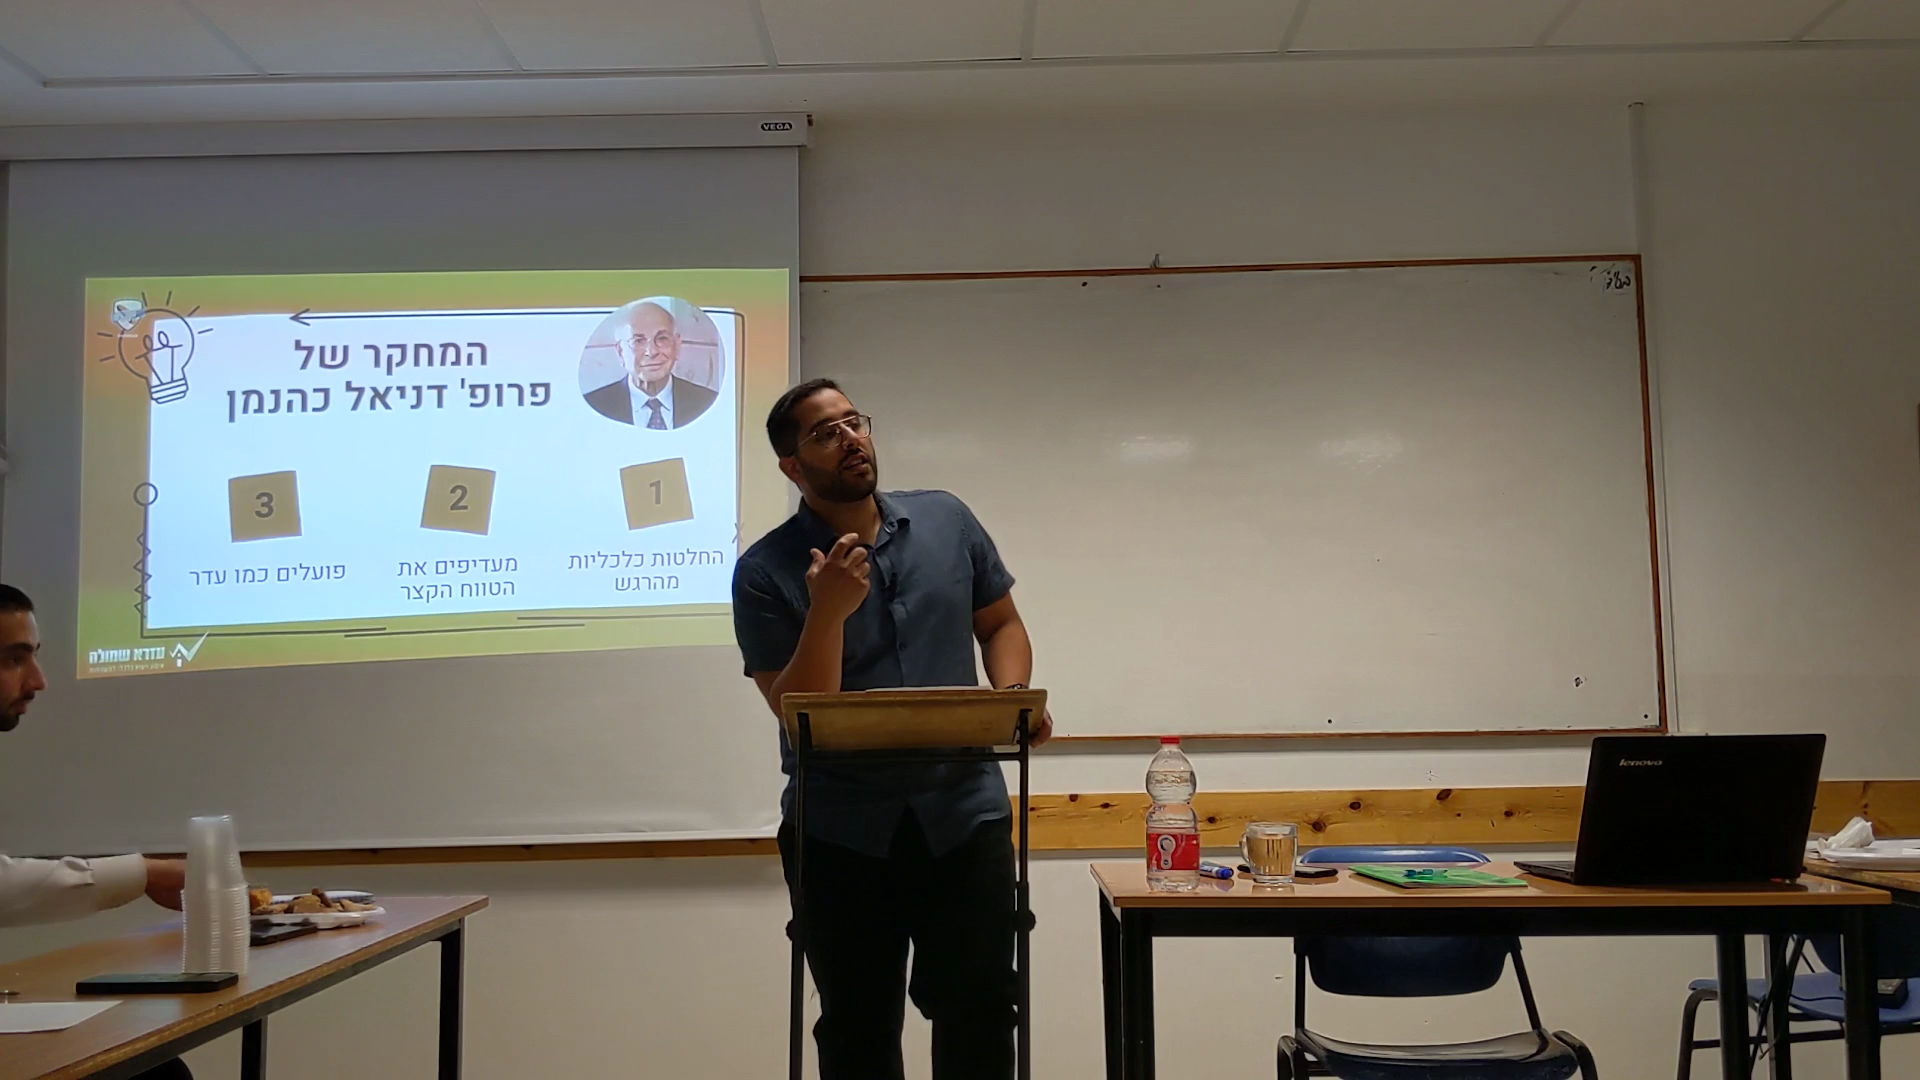 VEGA
המחקר של
פרופ' דניאל כהנמן
1
החלטות כלכליות
מהרגש
2
מעדיפים את
הטווח הקצר
3
פועלים כמו עדר
עזרא שמולה
lenovo